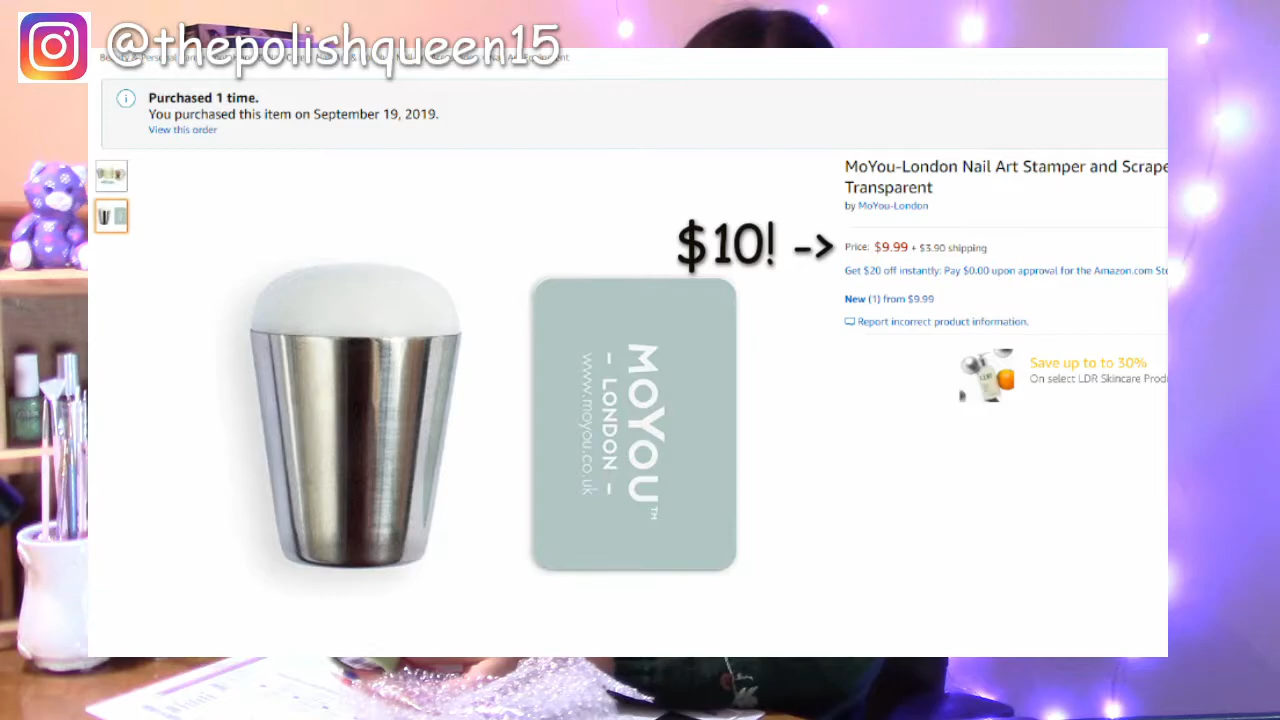 @thepolishqueen15
Purchased 1 time.
You purchased this item on September 19, 2019.
View this order
MoYou-London Nail Art Stamper and Scrape
Transparent
by MoYou-London
$10! ->
Price: $9.99 + $3.90 shipping
Get $20 off instantly: Pay $0.00 upon approval for the Amazon.com Sto
New (1) from $9.99
Report incorrect product information.
Save up to to 30%
On select LDR Skincare Produ
MOYOU™
- LONDON -
www.moyou.co.uk